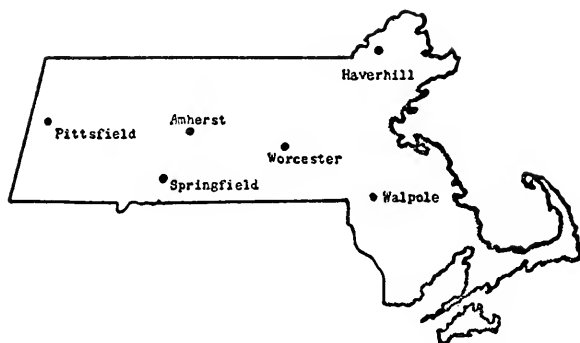 Haverhill
Amherst
Pittsfield
Worcester
Springfield
Walpole